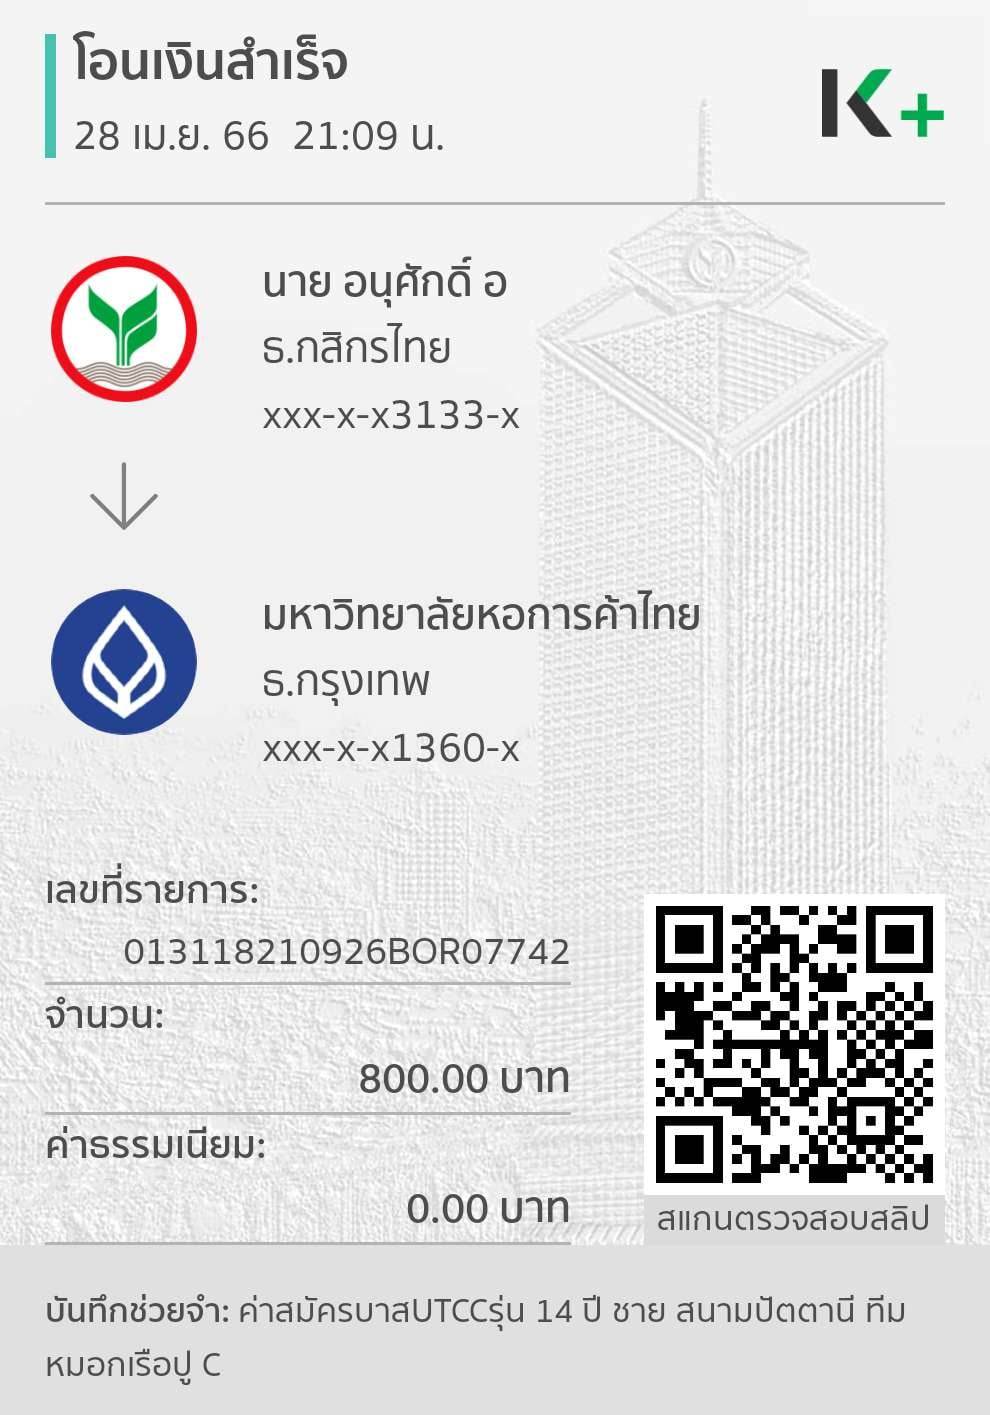 โอนเงินสำเร็จ
28 เม.ย. 66  21:09 น.
K+
นาย อนุศักดิ์ อ
ธ.กสิกรไทย
xxx-x-x3133-x
มหาวิทยาลัยหอการค้าไทย
ธ.กรุงเทพ
xxx-x-x1360-x
เลขที่รายการ:
013118210926BOR07742
จำนวน:
800.00 บาท
ค่าธรรมเนียม:
0.00 บาท
สแกนตรวจสอบสลิป
บันทึกช่วยจำ: ค่าสมัครบาสUTCCรุ่น 14 ปี ชาย สนามปัตตานี ทีม
หมอกเรือปู C